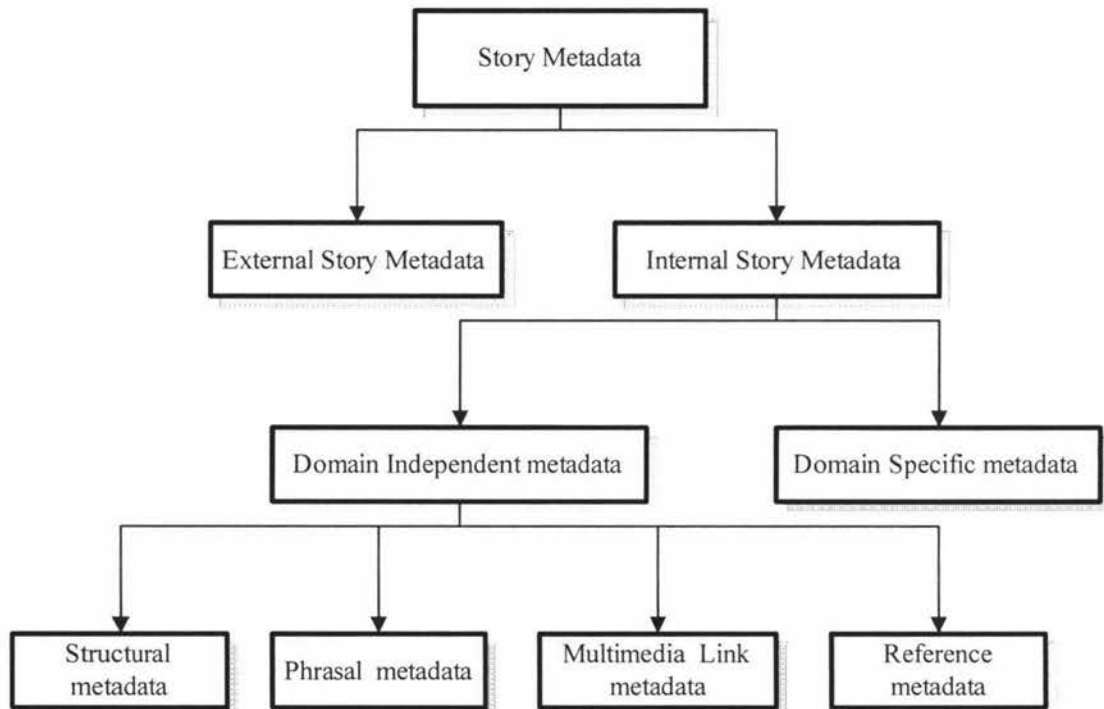 Story Metadata
External Story Metadata
Internal Story Metadata
Domain Independent metadata
Domain Specific metadata
Structural
metadata
Phrasal metadata
Multimedia Link
metadata
Reference
metadata